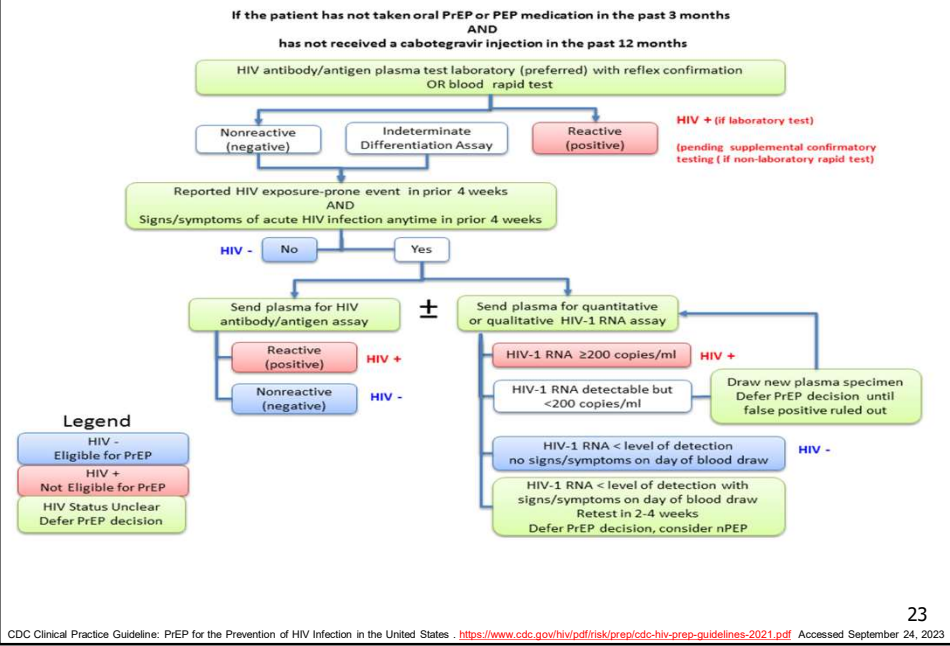 If the patient has not taken oral PrEP or PEP medication in the past 3 months
AND
has not received a cabotegravir injection in the past 12 months
HIV antibody/antigen plasma test laboratory (preferred) with reflex confirmation
OR blood rapid test
Nonreactive
(negative)
Indeterminate
Differentiation Assay
Reactive
(positive)
HIV + (if laboratory test)
(pending supplemental confirmatory
testing ( if non-laboratory rapid test)
Reported HIV exposure-prone event in prior 4 weeks
AND
Signs/symptoms of acute HIV infection anytime in prior 4 weeks
HIV -
No
Yes
Send plasma for HIV
antibody/antigen assay
±
Send plasma for quantitative
or qualitative HIV-1 RNA assay
Reactive
(positive)
HIV +
Nonreactive
(negative)
HIV -
HIV-1 RNA ≥200 copies/ml
HIV +
HIV-1 RNA detectable but
<200 copies/ml
Draw new plasma specimen
Defer PrEP decision until
false positive ruled out
HIV-1 RNA < level of detection
no signs/symptoms on day of blood draw
HIV -
HIV-1 RNA < level of detection with
signs/symptoms on day of blood draw
Retest in 2-4 weeks
Defer PrEP decision, consider nPEP
Legend
HIV -
Eligible for PrEP
HIV +
Not Eligible for PrEP
HIV Status Unclear
Defer PrEP decision
23
CDC Clinical Practice Guideline: PrEP for the Prevention of HIV Infection in the United States . https://www.cdc.gov/hiv/pdf/risk/prep/cdc-hiv-prep-guidelines-2021.pdf Accessed September 24, 2023